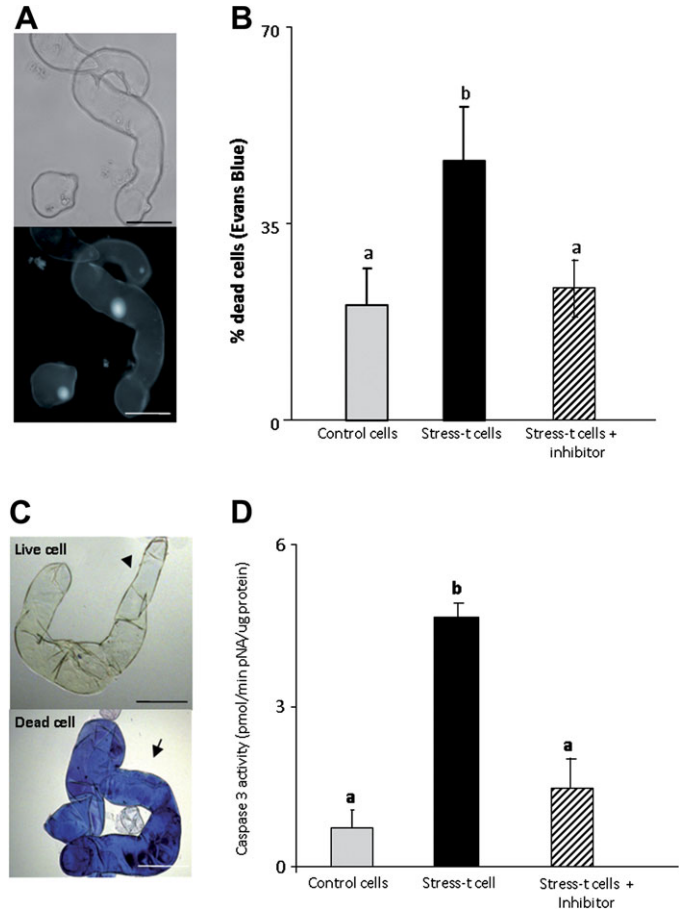 A
B
70
35
0
% dead cells (Evans Blue)
a
b
a
Control cells
Stress-t cells
Stress-t cells +
inhibitor
C
Live cell
Dead cell
D
6
3
0
Caspase 3 activity (pmol/min pNA/ug protein)
a
b
a
Control cells
Stress-t cell
Stress-t cells +
Inhibitor